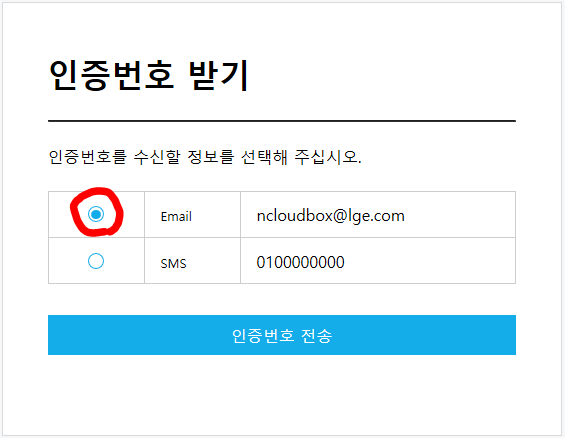 인증번호 받기
인증번호를 수신할 정보를 선택해 주십시오.
Email ncloudbox@lge.com
SMS 0100000000
인증번호 전송